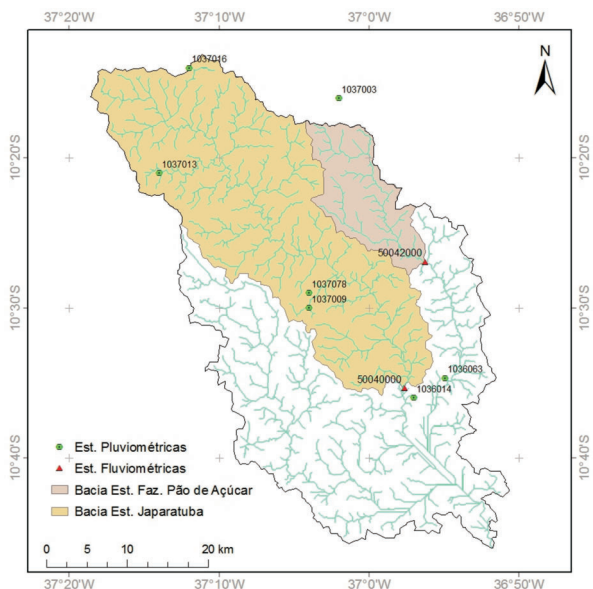 37°20'O 37°10'O 37°0'O 36°50'O
N
1037016
1037003
10°20'S 10°20'S
1037013
50042000
1037078
1037009
10°30'S 10°30'S
1036063
50040000
1036014
Est. Pluviométricas
10°40'S 10°40'S
Est. Fluviométricas
Bacia Est. Faz. Pão de Açúcar
Bacia Est. Japaratuba
0 5 10 20 km
37°20'O 37°10'O 37°0'O 36°50'O